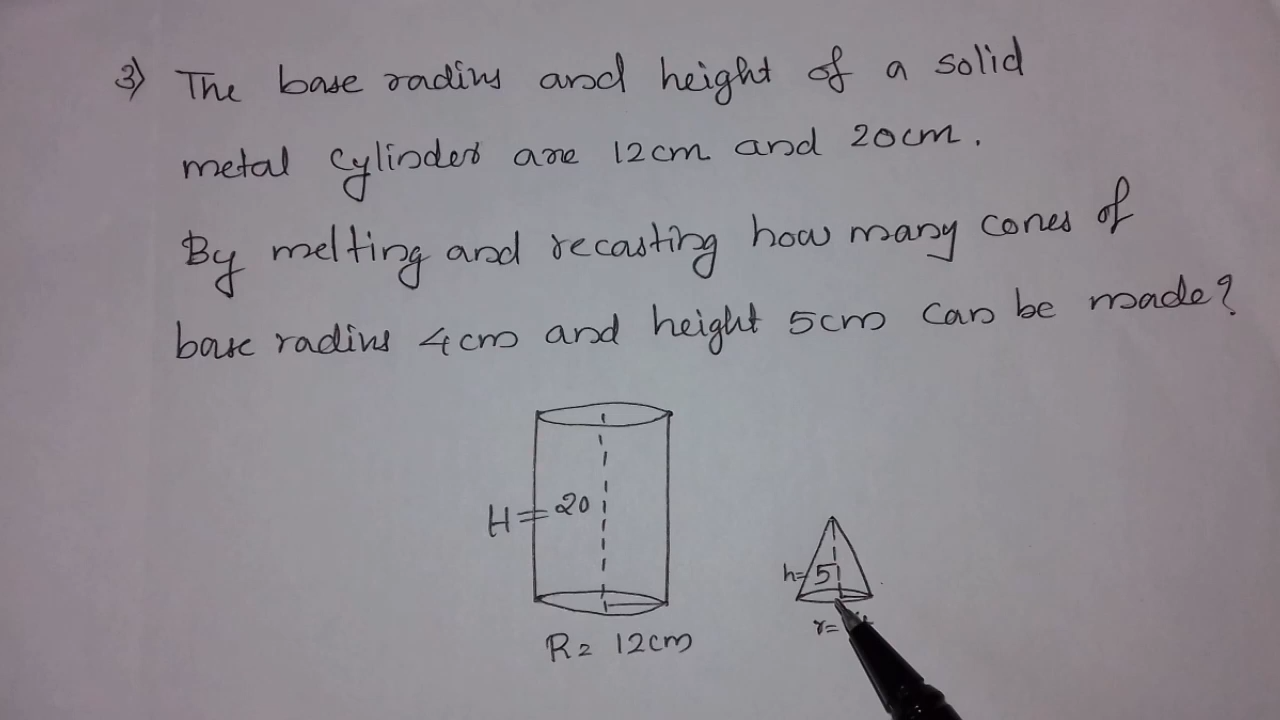 3) The base radius and height of a solid
metal cylinder are 12cm and 20cm.
By melting and recasting how many cones of
base radius 4cm and height 5cm can be made?
H=20
h=5
r=
R= 12cm